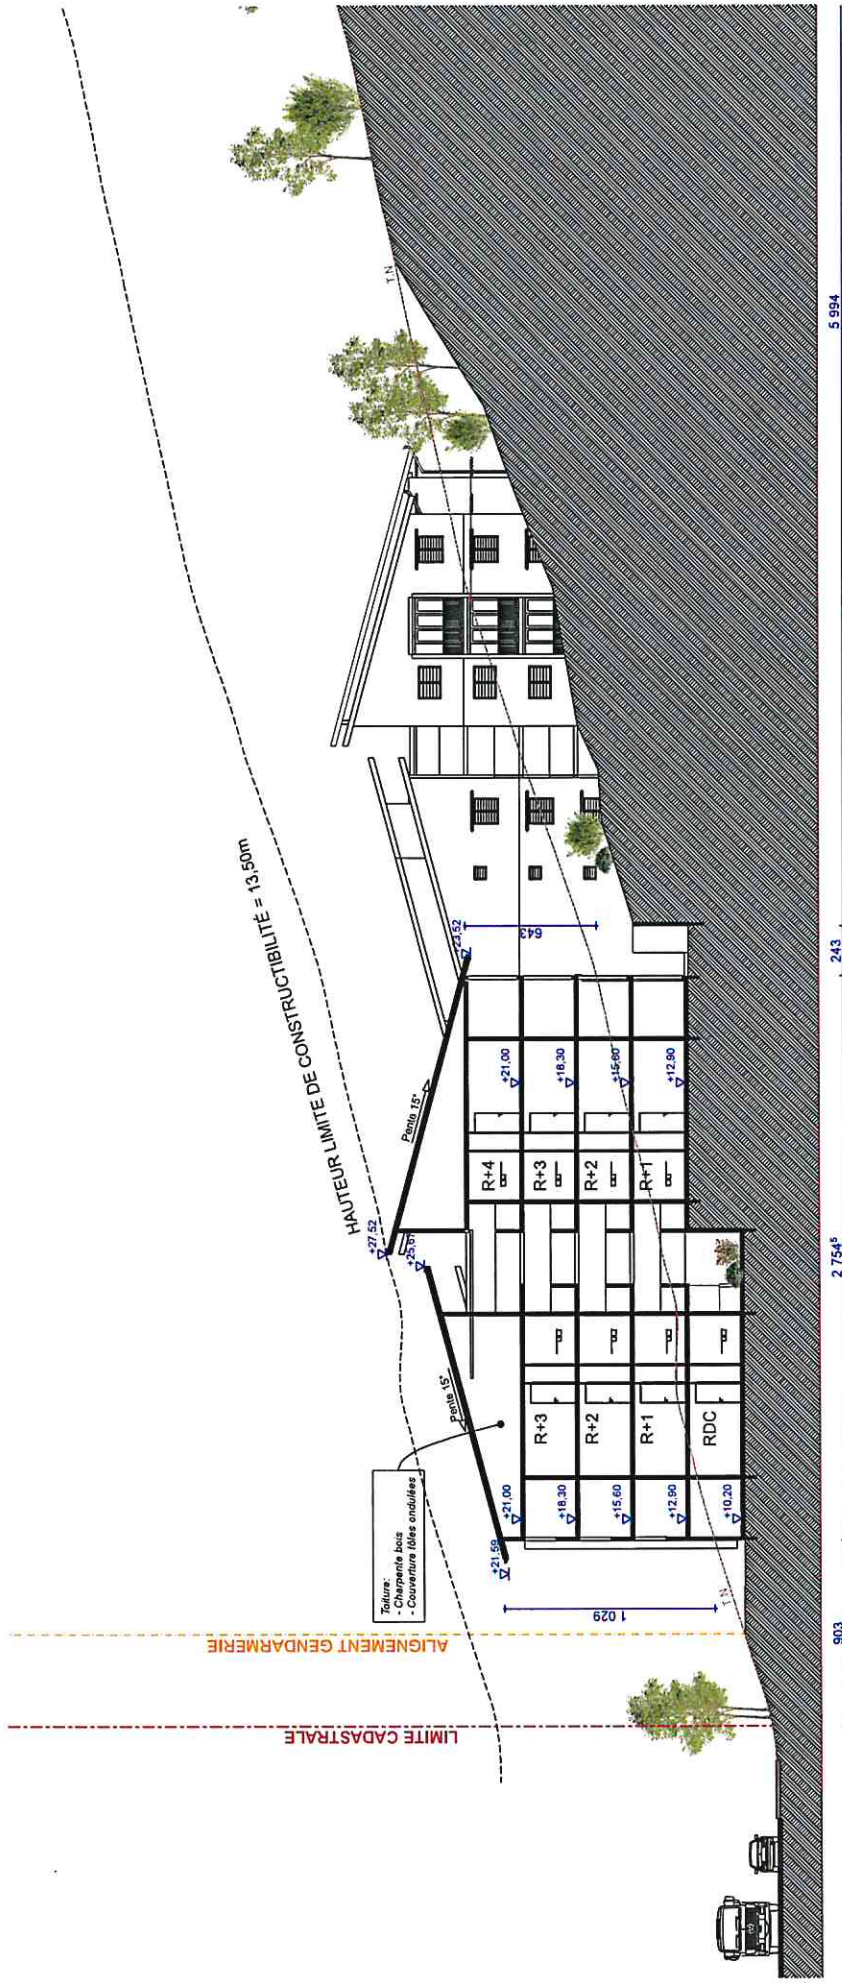 HAUTEUR LIMITE DE CONSTRUCTIBILITÉ = 13,50m
LIMITE CADASTRALE
ALIGNEMENT GENDARMERIE
Toiture:
- Charpente bois
- Couverture tôles ondulées
Pente 15°
Pente 15°
+27,52
+25,67
+23,52
+21,59
+21,00
+18,30
+15,60
+12,90
+10,20
R+3
R+2
R+1
RDC
R+4
R+3
R+2
R+1
+21,00
+18,30
+15,60
+12,90
1 029
643
T.N
T.N
903
2 754⁵
243
5 994